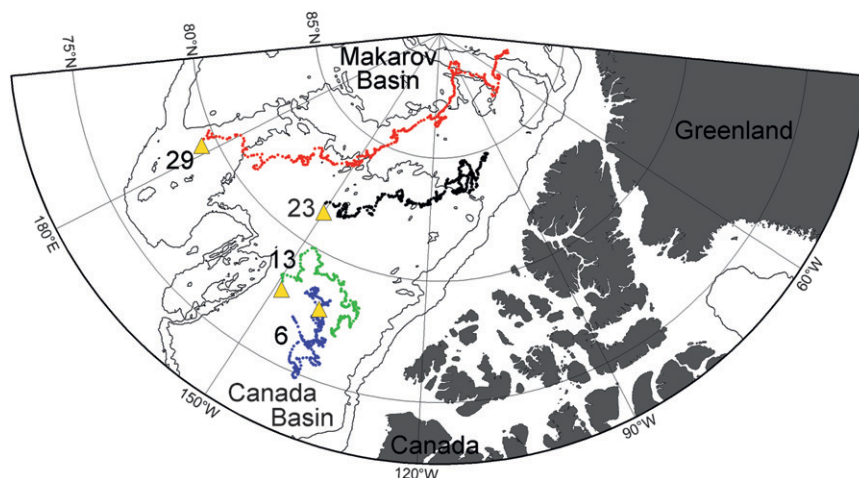 75°N
80°N
85°N
Makarov
Basin
Greenland
29
180°E
23
13
60°W
6
150°W
Canada
Basin
90°W
Canada
120°W